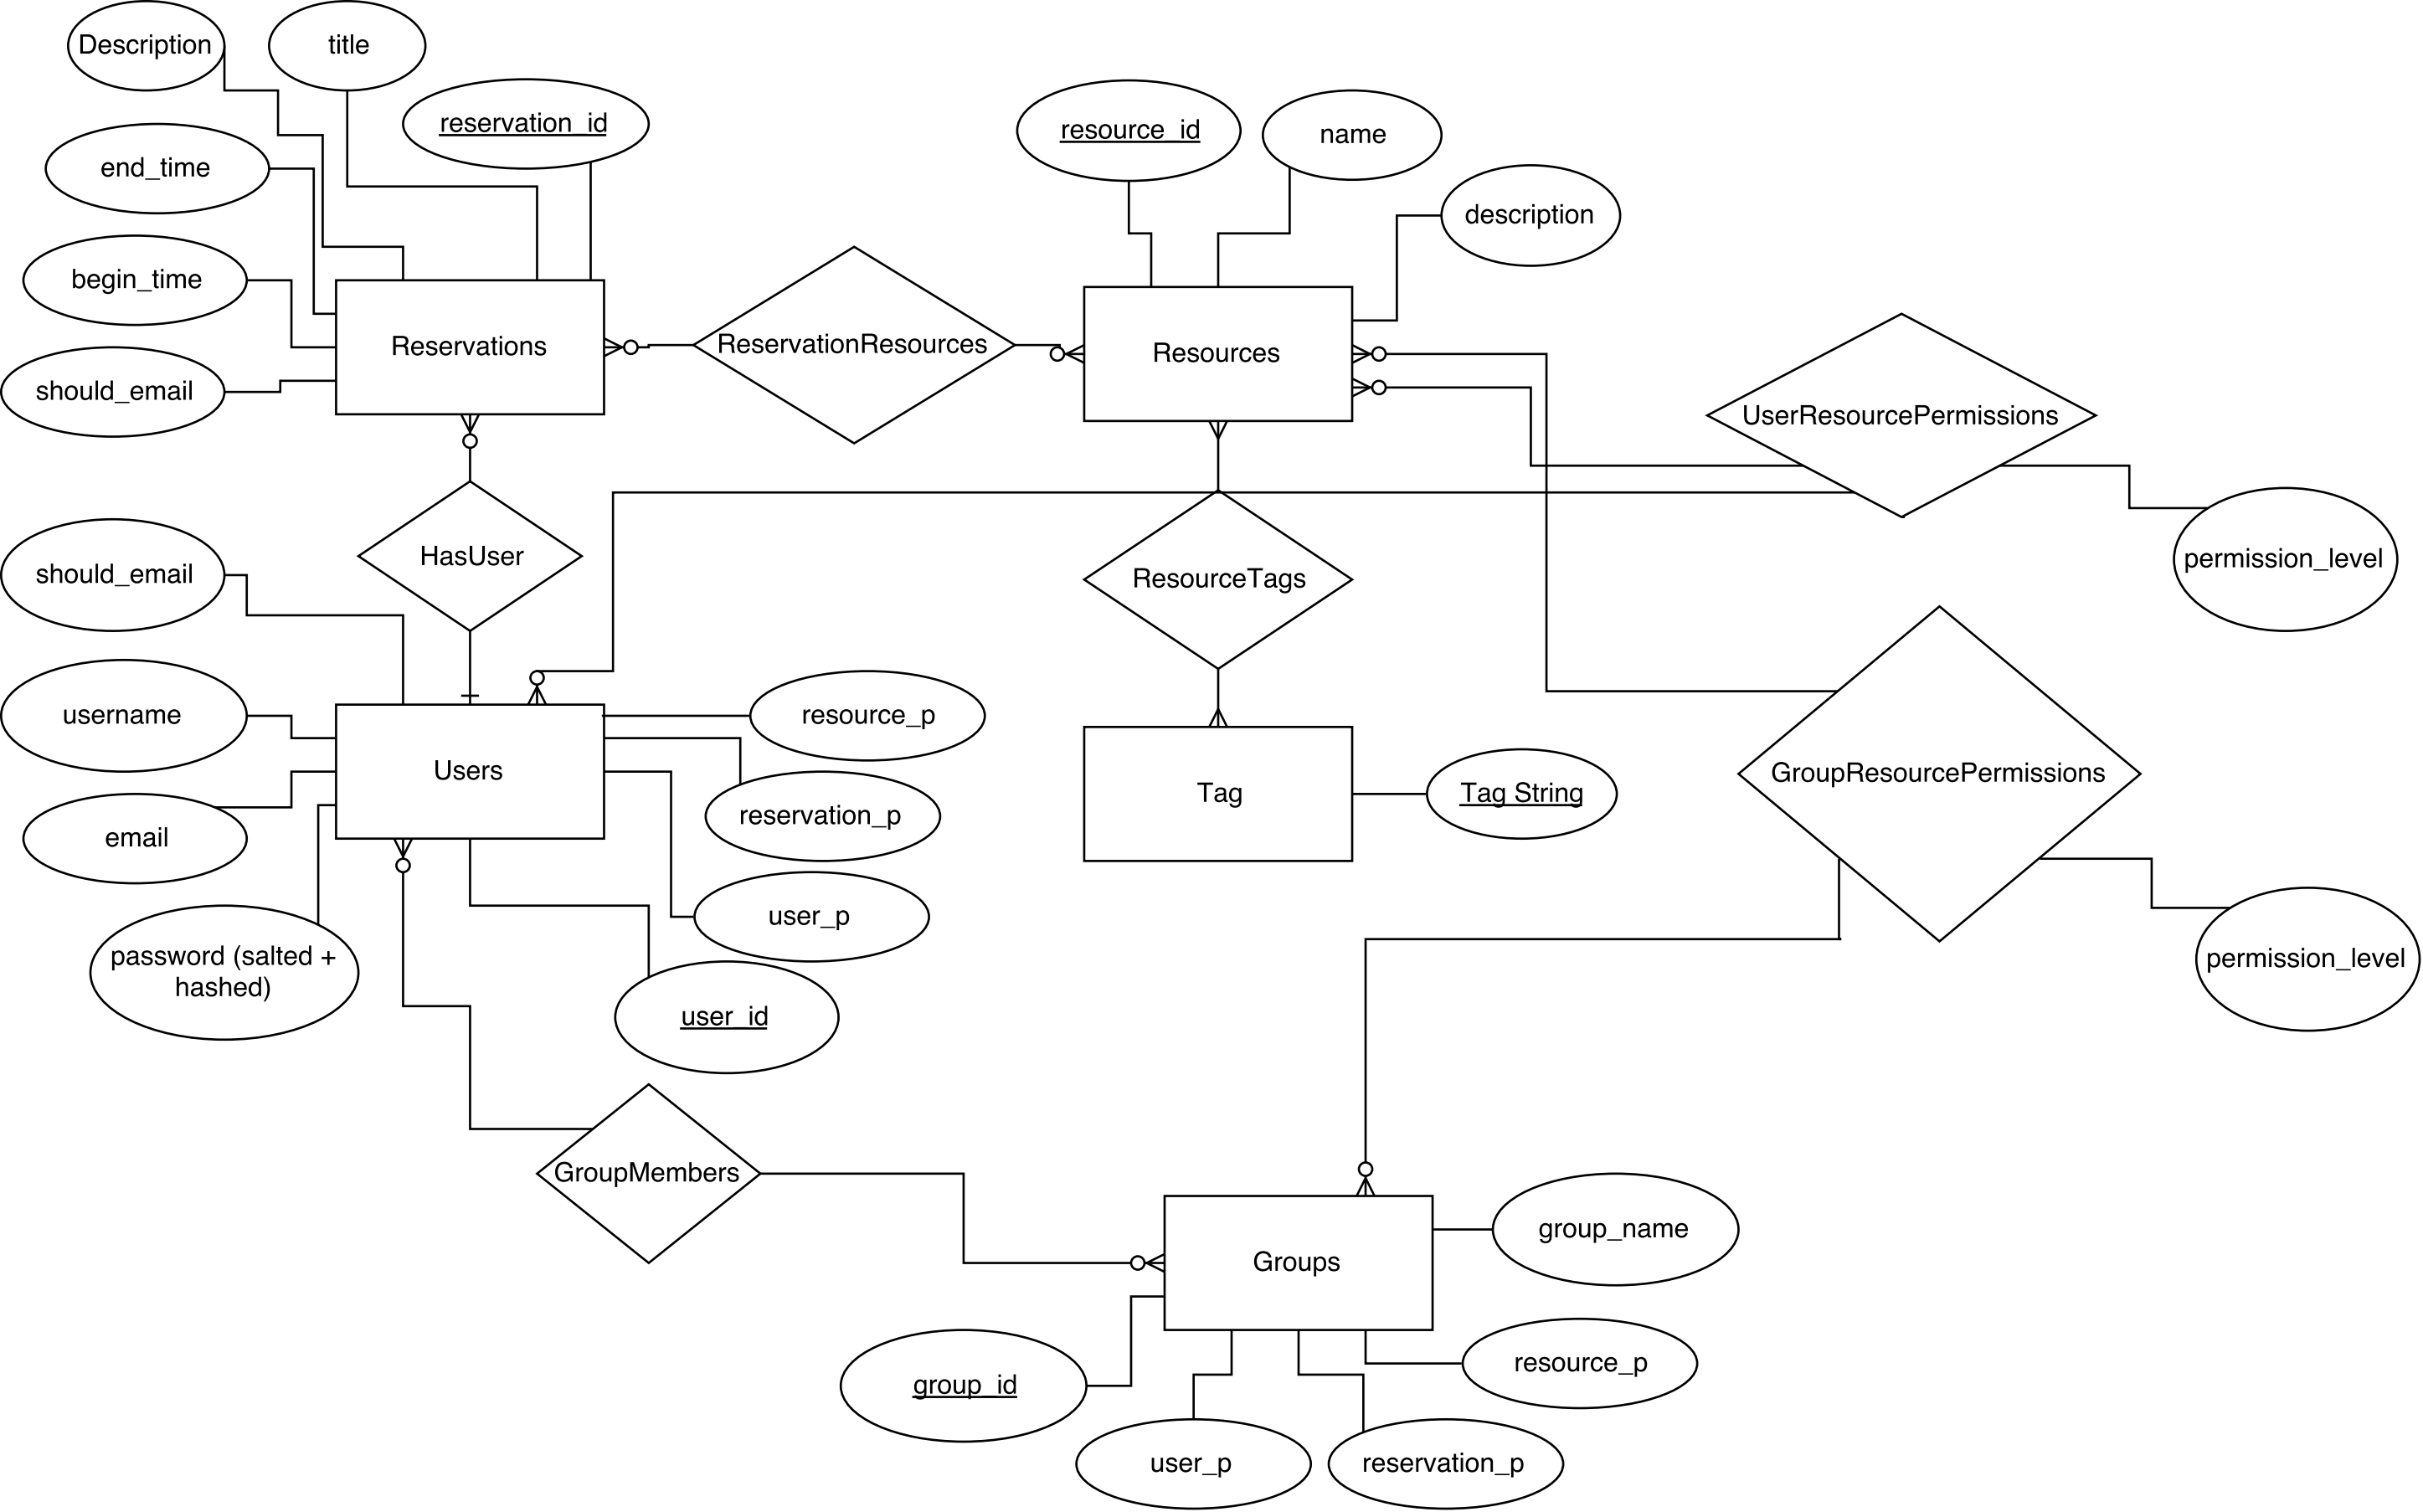 Description
title
reservation_id
resource_id
name
end_time
description
begin_time
Reservations
ReservationResources
Resources
should_email
UserResourcePermissions
HasUser
permission_level
should_email
ResourceTags
username
resource_p
Users
GroupResourcePermissions
Tag
Tag String
reservation_p
email
user_p
password (salted +
hashed)
permission_level
user_id
GroupMembers
group_name
Groups
resource_p
group_id
user_p
reservation_p